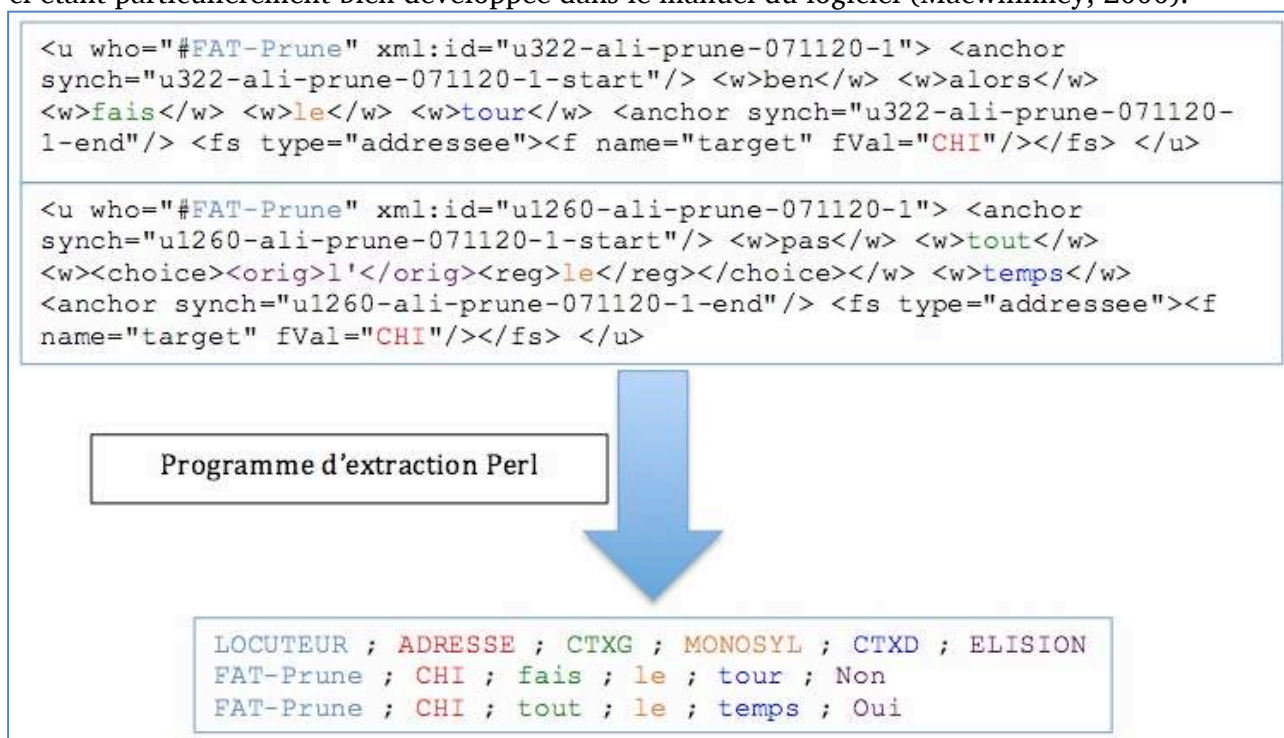 ci étant particulièrement bien développée dans le manuel du logiciel (MacWhinney, 2000).
<u who="#FAT-Prune" xml:id="u322-ali-prune-071120-1"> <anchor
synch="u322-ali-prune-071120-1-start"/> <w>ben</w> <w>alors</w>
<w>fais</w> <w>le</w> <w>tour</w> <anchor synch="u322-ali-prune-071120-
1-end"/> <fs type="addressee"><f name="target" fVal="CHI"/></fs> </u>
<u who="#FAT-Prune" xml:id="u1260-ali-prune-071120-1"> <anchor
synch="u1260-ali-prune-071120-1-start"/> <w>pas</w> <w>tout</w>
<w><choice><orig>l'</orig><reg>le</reg></choice></w> <w>temps</w>
<anchor synch="u1260-ali-prune-071120-1-end"/> <fs type="addressee"><f
name="target" fVal="CHI"/></fs> </u>
Programme d'extraction Perl
LOCUTEUR ; ADRESSE ; CTXG ; MONOSYL ; CTXD ; ELISION
FAT-Prune ; CHI ; fais ; le ; tour ; Non
FAT-Prune ; CHI ; tout ; le ; temps ; Oui